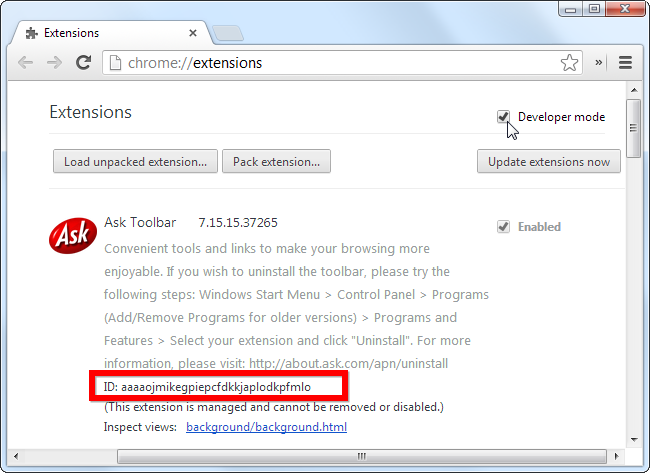 Extensions
chrome://extensions
»
Extensions
Developer mode
Load unpacked extension...
Pack extension...
Update extensions now
Ask
Ask Toolbar 7.15.15.37265
Enabled
Convenient tools and links to make your browsing more
enjoyable. If you wish to uninstall the toolbar, please try the
following steps: Windows Start Menu > Control Panel > Programs
(Add/Remove Programs for older versions) > Programs and
Features > Select your extension and click "Uninstall". For more
information, please visit: http://about.ask.com/apn/uninstall
ID: aaaaojmikegpiepcfdkkjaplodkpfmlo
(This extension is managed and cannot be removed or disabled.)
Inspect views: background/background.html